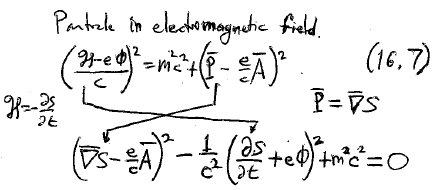 Particle in electromagnetic field.
(ℋ-eΦ/c)² = m²c² + (P̄ - e/c Ā)² (16,7)
ℋ=-∂S/∂t P̄ = ∇̄S
(∇̄S - e/c Ā)² - 1/c² (∂S/∂t + eΦ)² + m²c² = 0